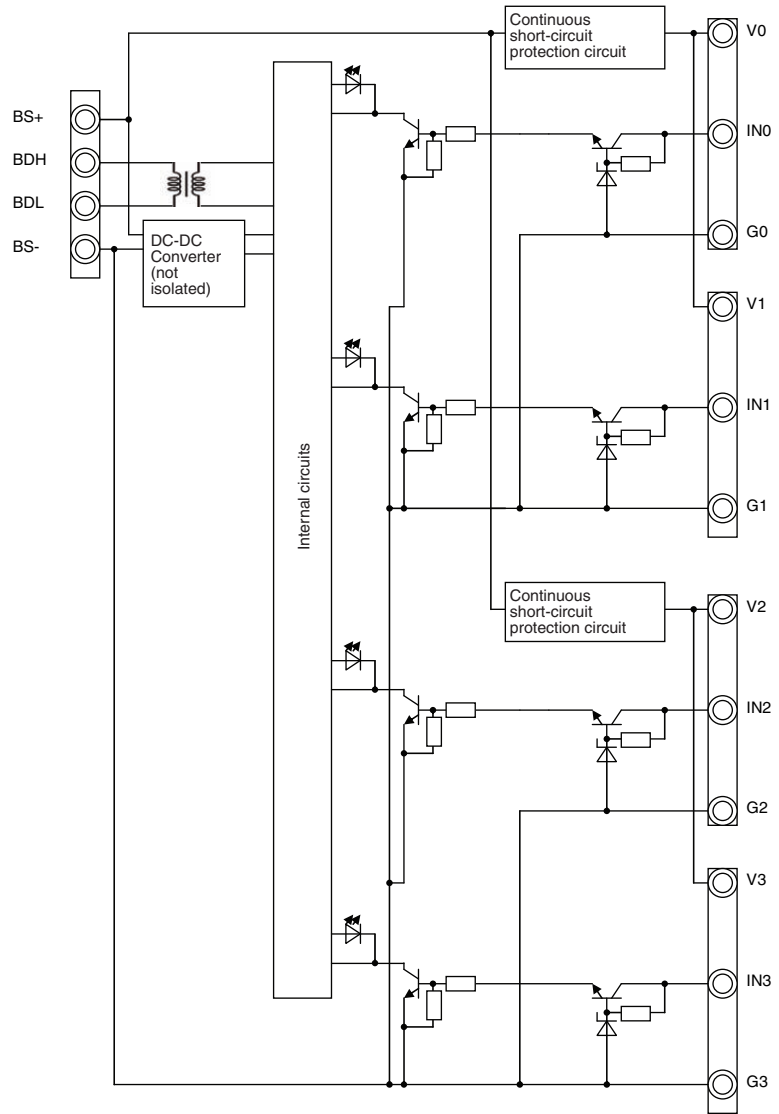 Continuous
short-circuit
protection circuit
V0
BS+
BDH
BDL
BS-
IN0
DC-DC
Converter
(not
isolated)
G0
V1
IN1
Internal circuits
G1
Continuous
short-circuit
protection circuit
V2
IN2
G2
V3
IN3
G3